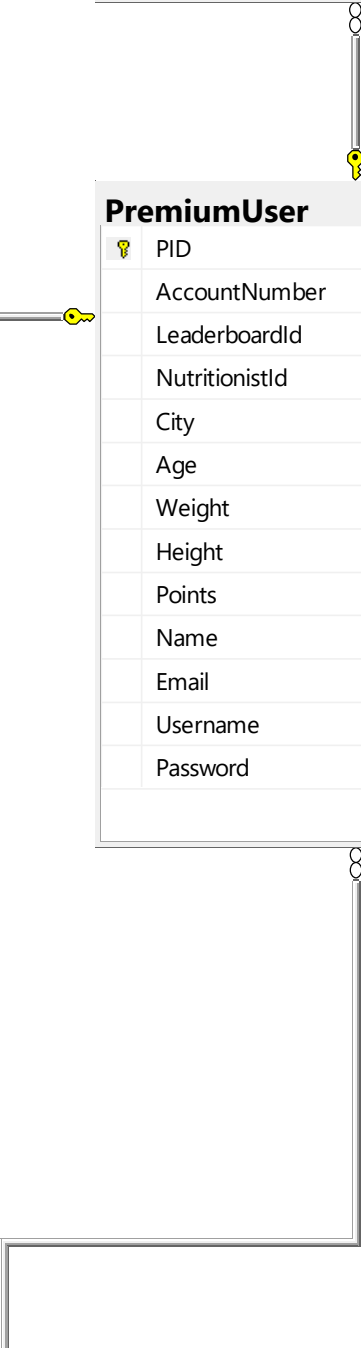 PremiumUser
PID
AccountNumber
LeaderboardId
NutritionistId
City
Age
Weight
Height
Points
Name
Email
Username
Password